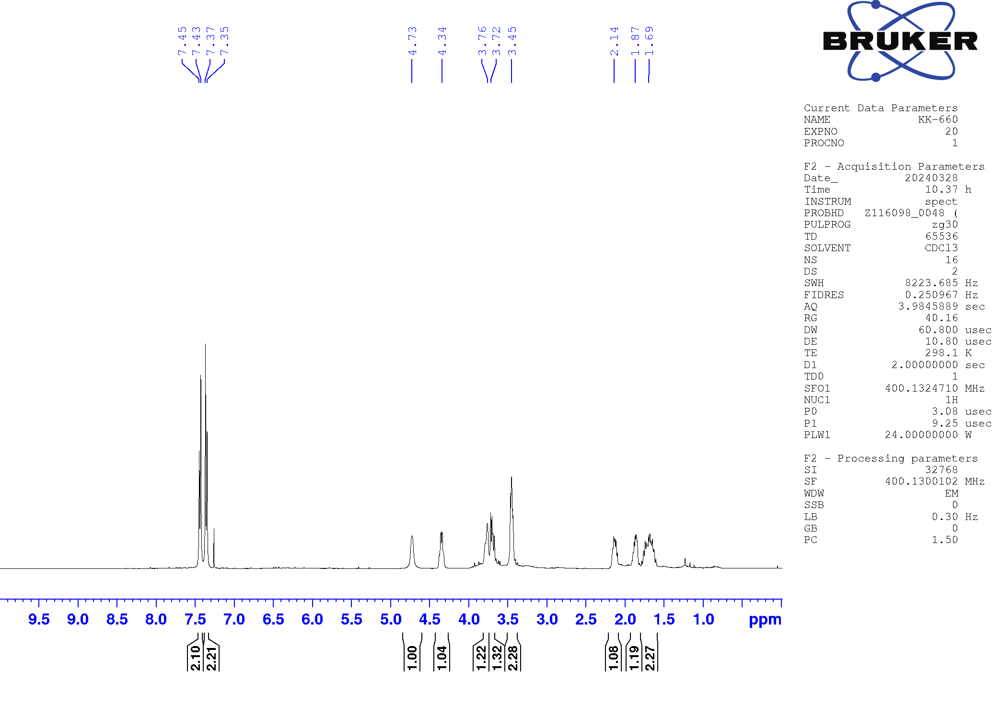 7.45
7.43
7.37
7.35
4.73
4.34
3.76
3.72
3.45
2.14
1.87
1.69
BRUKER
Current Data Parameters
NAME KK-660
EXPNO 20
PROCNO 1
F2 - Acquisition Parameters
Date_ 20240328
Time 10.37 h
INSTRUM spect
PROBHD Z116098_0048 (
PULPROG zg30
TD 65536
SOLVENT CDCl3
NS 16
DS 2
SWH 8223.685 Hz
FIDRES 0.250967 Hz
AQ 3.9845889 sec
RG 40.16
DW 60.800 usec
DE 10.80 usec
TE 298.1 K
D1 2.00000000 sec
TD0 1
SFO1 400.1324710 MHz
NUC1 1H
P0 3.08 usec
P1 9.25 usec
PLW1 24.00000000 W
F2 - Processing parameters
SI 32768
SF 400.1300102 MHz
WDW EM
SSB 0
LB 0.30 Hz
GB 0
PC 1.50
9.5 9.0 8.5 8.0 7.5 7.0 6.5 6.0 5.5 5.0 4.5 4.0 3.5 3.0 2.5 2.0 1.5 1.0 ppm
2.10
2.21
1.00
1.04
1.22
1.32
2.28
1.08
1.19
2.27